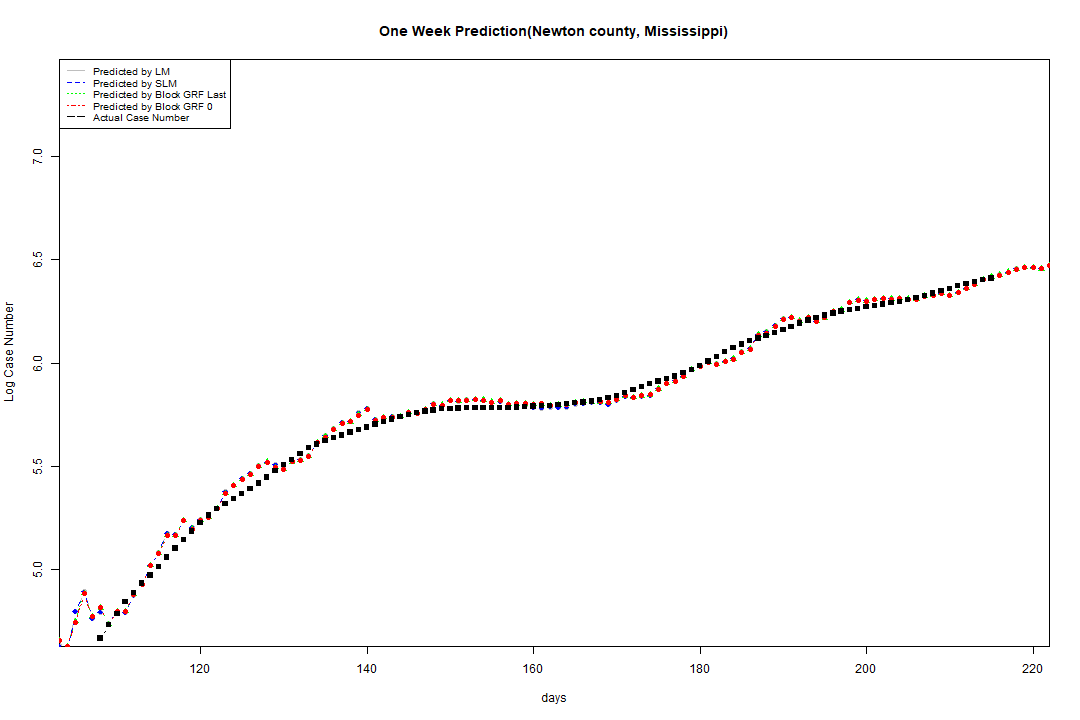 One Week Prediction(Newton county, Mississippi)
Predicted by LM
Predicted by SLM
Predicted by Block GRF Last
Predicted by Block GRF 0
Actual Case Number
7.0
6.5
6.0
5.5
5.0
Log Case Number
120 140 160 180 200 220
days